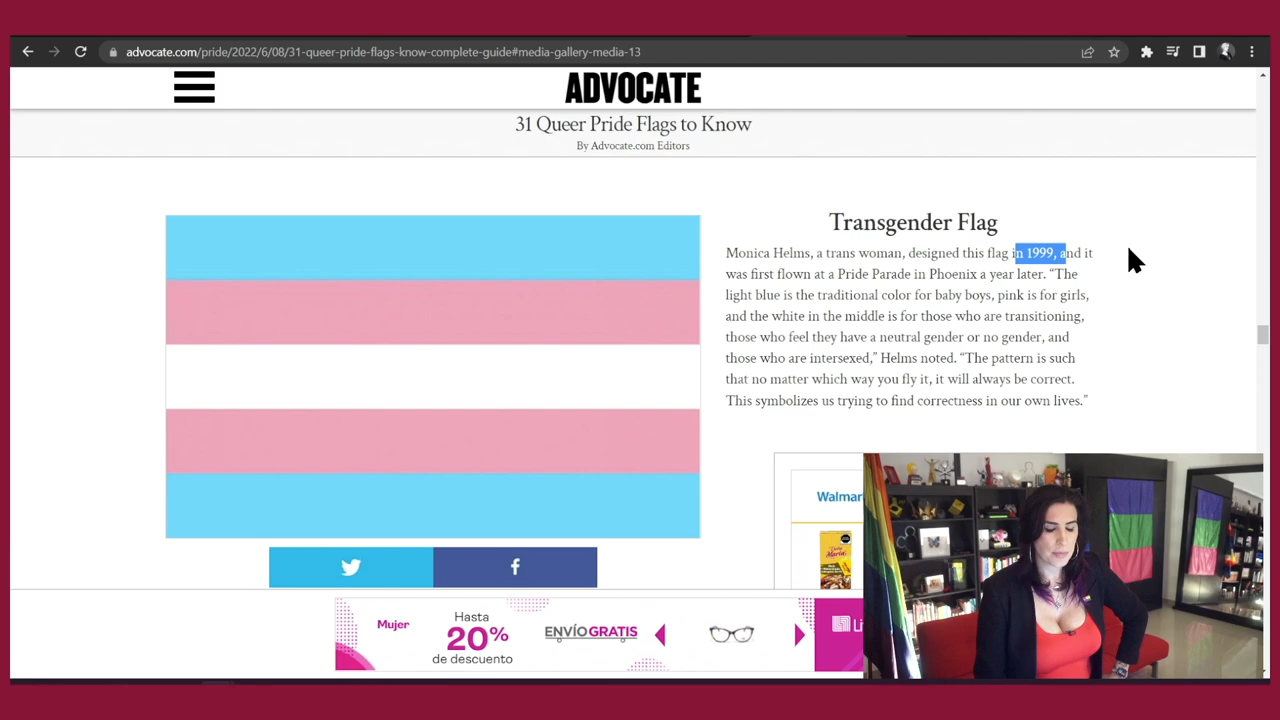 advocate.com/pride/2022/6/08/31-queer-pride-flags-know-complete-guide#media-gallery-media-13
ADVOCATE
31 Queer Pride Flags to Know
By Advocate.com Editors
Transgender Flag
Monica Helms, a trans woman, designed this flag in 1999, and it
was first flown at a Pride Parade in Phoenix a year later. “The
light blue is the traditional color for baby boys, pink is for girls,
and the white in the middle is for those who are transitioning,
those who feel they have a neutral gender or no gender, and
those who are intersexed,” Helms noted. “The pattern is such
that no matter which way you fly it, it will always be correct.
This symbolizes us trying to find correctness in our own lives.”
Walmart
Mujer
Hasta
20%
de descuento
ENVÍO GRATIS